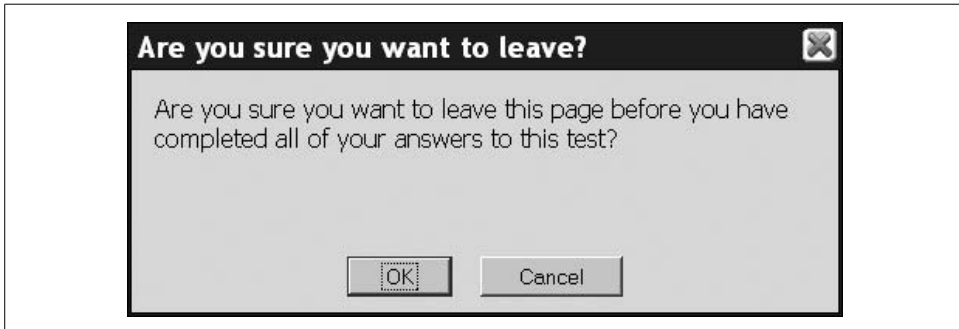 Are you sure you want to leave?
Are you sure you want to leave this page before you have
completed all of your answers to this test?
OK
Cancel